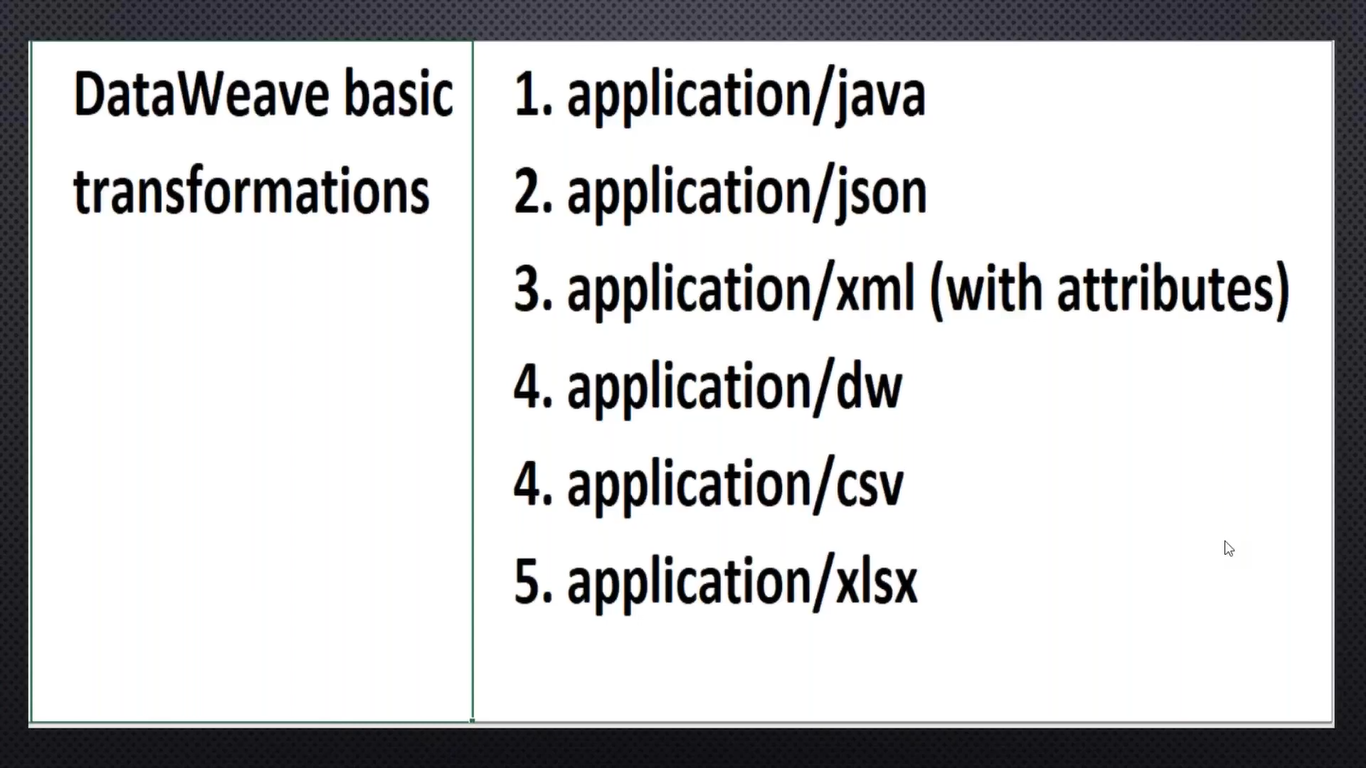 DataWeave basic
transformations
1. application/java
2. application/json
3. application/xml (with attributes)
4. application/dw
4. application/csv
5. application/xlsx